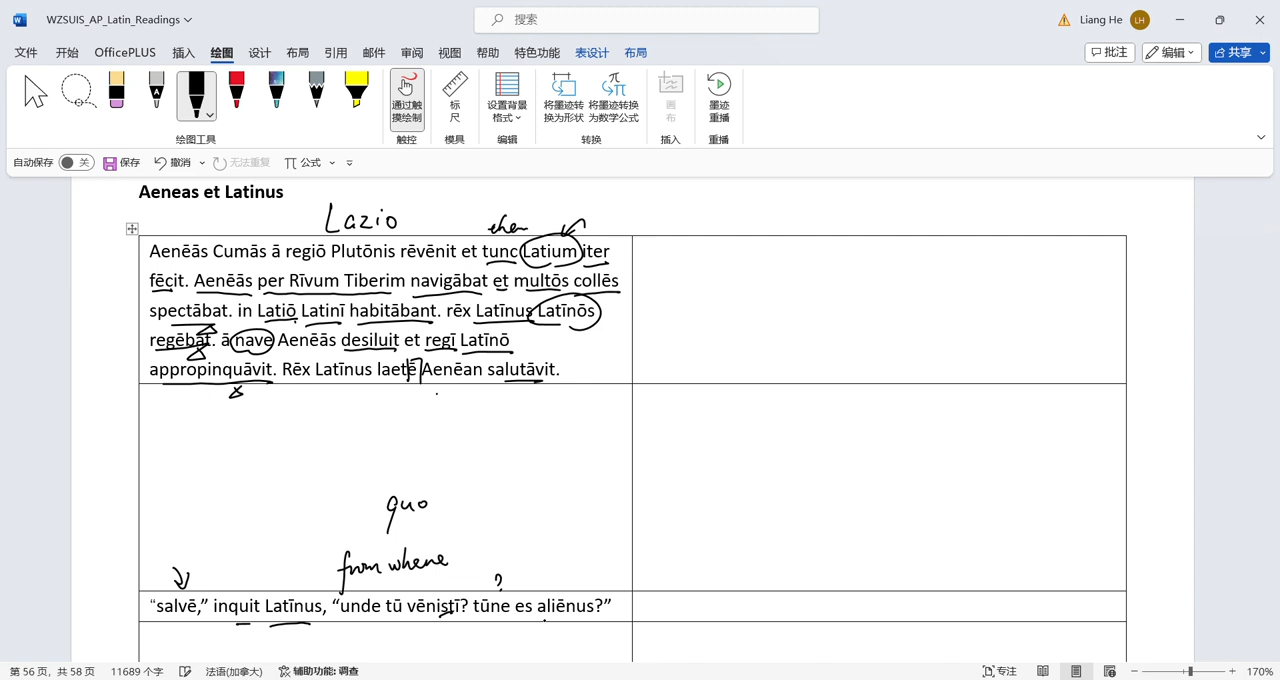 WZSUIS_AP_Latin_Readings
搜索
Liang He
LH
文件 开始 OfficePLUS 插入 绘图 设计 布局 引用 邮件 审阅 视图 帮助 特色功能 表设计 布局
批注 编辑 共享
通过触摸绘制
标尺
设置背景格式
将墨迹转换为形状
将墨迹转换为数学公式
画布
墨迹重播
绘图工具 触控 模具 编辑 转换 插入 重播
自动保存 关 保存 撤消 无法重复 公式
Aeneas et Latinus
Lazio
then
Aenēās Cumās ā regiō Plutōnis rēvēnit et tunc Latium iter
fēcit. Aenēās per Rīvum Tiberim navigābat et multōs collēs
spectābat. in Latiō Latinī habitābant. rēx Latīnus Latīnōs
regēbat. ā nave Aenēās desiluit et regī Latīnō
appropinquāvit. Rēx Latīnus laetē Aenēan salutāvit.
quo
from where
?
“salvē,” inquit Latīnus, “unde tū vēnistī? tūne es aliēnus?”
第 56 页，共 58 页 11689 个字 法语(加拿大) 辅助功能: 调查 专注 170%